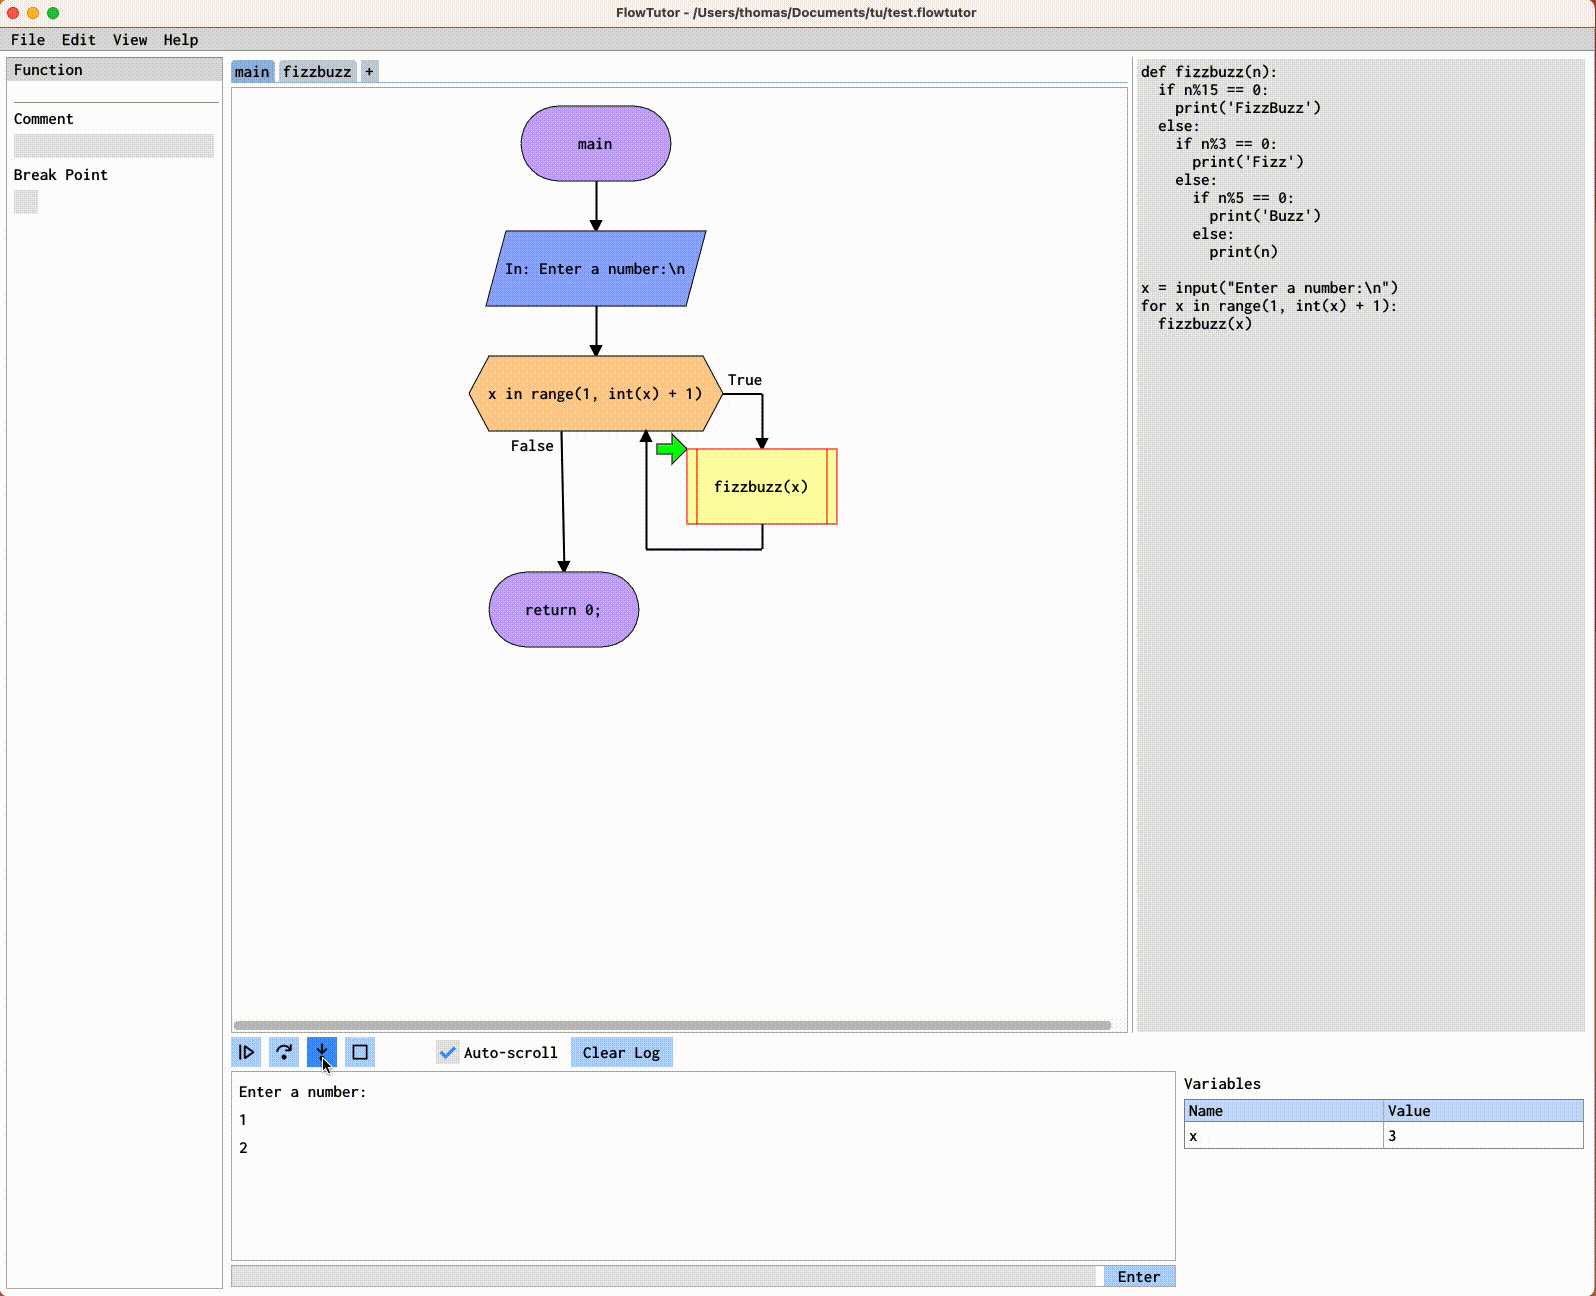 FlowTutor - /Users/thomas/Documents/tu/test.flowtutor
File Edit View Help
Function
Comment
Break Point
main fizzbuzz +
main
In: Enter a number:\n
x in range(1, int(x) + 1)
True
False
fizzbuzz(x)
return 0;
def fizzbuzz(n):
  if n%15 == 0:
    print('FizzBuzz')
  else:
    if n%3 == 0:
      print('Fizz')
    else:
      if n%5 == 0:
        print('Buzz')
      else:
        print(n)
x = input("Enter a number:\n")
for x in range(1, int(x) + 1):
  fizzbuzz(x)
Auto-scroll Clear Log
Enter a number:
1
2
Enter
Variables
Name Value
x 3